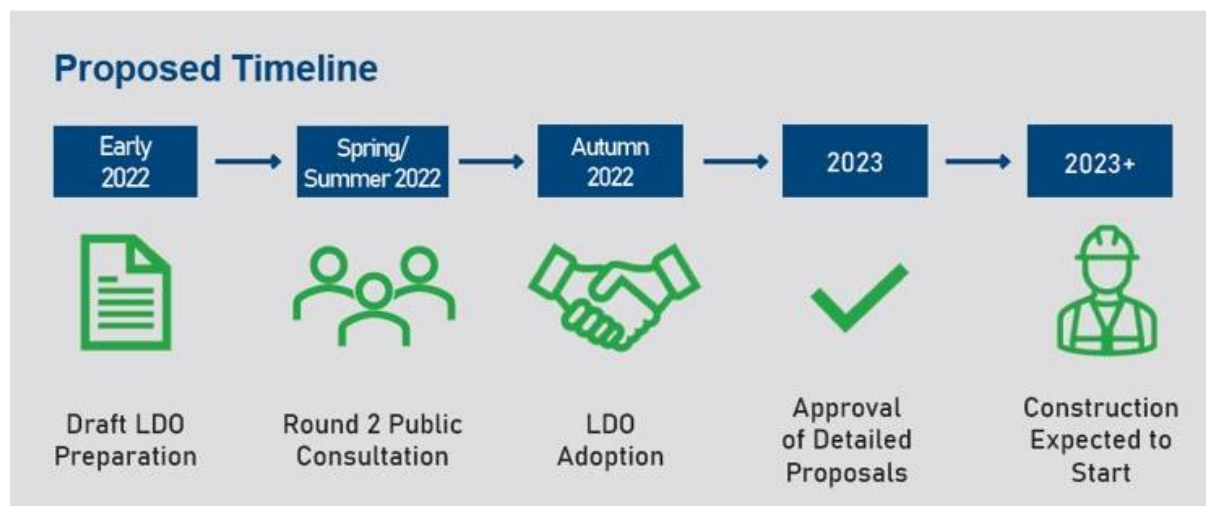 Proposed Timeline
Early
2022
Spring/
Summer 2022
Autumn
2022
2023
2023+
Draft LDO
Preparation
Round 2 Public
Consultation
LDO
Adoption
Approval
of Detailed
Proposals
Construction
Expected to
Start